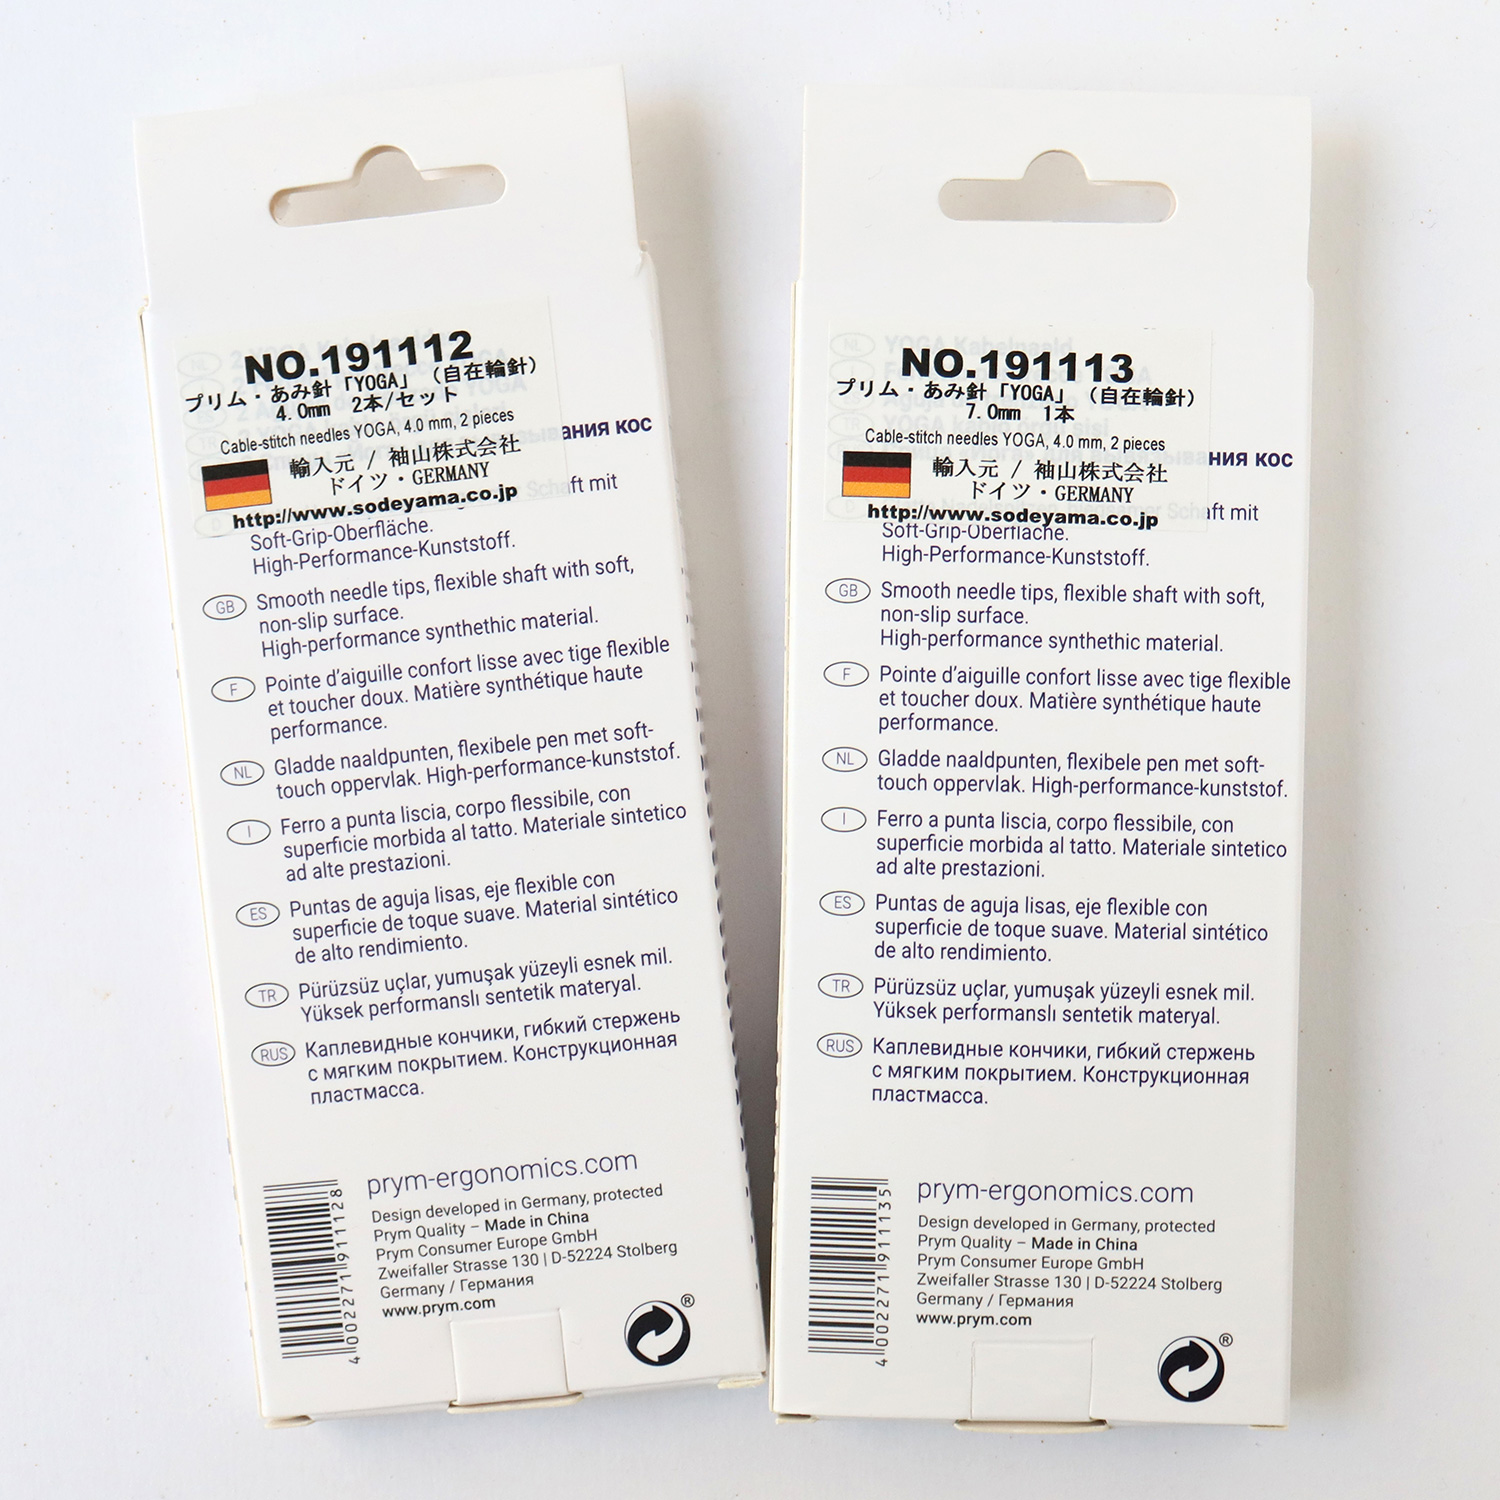 NO.191112
プリム・あみ針「YOGA」（自在輪針）
4.0mm 2本/セット
Cable-stitch needles YOGA, 4.0 mm, 2 pieces
輸入元 / 袖山株式会社
ドイツ・GERMANY
http://www.sodeyama.co.jp
ания кос
ft mit
Soft-Grip-Oberfläche.
High-Performance-Kunststoff.
GB Smooth needle tips, flexible shaft with soft,
non-slip surface.
High-performance synthethic material.
F Pointe d'aiguille confort lisse avec tige flexible
et toucher doux. Matière synthétique haute
performance.
NL Gladde naaldpunten, flexibele pen met soft-
touch oppervlak. High-performance-kunststof.
I Ferro a punta liscia, corpo flessibile, con
superficie morbida al tatto. Materiale sintetico
ad alte prestazioni.
ES Puntas de aguja lisas, eje flexible con
superficie de toque suave. Material sintético
de alto rendimiento.
TR Pürüzsüz uçlar, yumuşak yüzeyli esnek mil.
Yüksek performanslı sentetik materyal.
RUS Каплевидные кончики, гибкий стержень
с мягким покрытием. Конструкционная
пластмасса.
prym-ergonomics.com
Design developed in Germany, protected
Prym Quality – Made in China
Prym Consumer Europe GmbH
Zweifaller Strasse 130 | D-52224 Stolberg
Germany / Германия
www.prym.com
4 002271 911128
®
NO.191113
プリム・あみ針「YOGA」（自在輪針）
7.0mm 1本
Cable-stitch needles YOGA, 4.0 mm, 2 pieces
輸入元 / 袖山株式会社
ドイツ・GERMANY
http://www.sodeyama.co.jp
ния кос
ft mit
Soft-Grip-Oberfläche.
High-Performance-Kunststoff.
GB Smooth needle tips, flexible shaft with soft,
non-slip surface.
High-performance synthethic material.
F Pointe d'aiguille confort lisse avec tige flexible
et toucher doux. Matière synthétique haute
performance.
NL Gladde naaldpunten, flexibele pen met soft-
touch oppervlak. High-performance-kunststof.
I Ferro a punta liscia, corpo flessibile, con
superficie morbida al tatto. Materiale sintetico
ad alte prestazioni.
ES Puntas de aguja lisas, eje flexible con
superficie de toque suave. Material sintético
de alto rendimiento.
TR Pürüzsüz uçlar, yumuşak yüzeyli esnek mil.
Yüksek performanslı sentetik materyal.
RUS Каплевидные кончики, гибкий стержень
с мягким покрытием. Конструкционная
пластмасса.
prym-ergonomics.com
Design developed in Germany, protected
Prym Quality – Made in China
Prym Consumer Europe GmbH
Zweifaller Strasse 130 | D-52224 Stolberg
Germany / Германия
www.prym.com
4 002271 911135
®